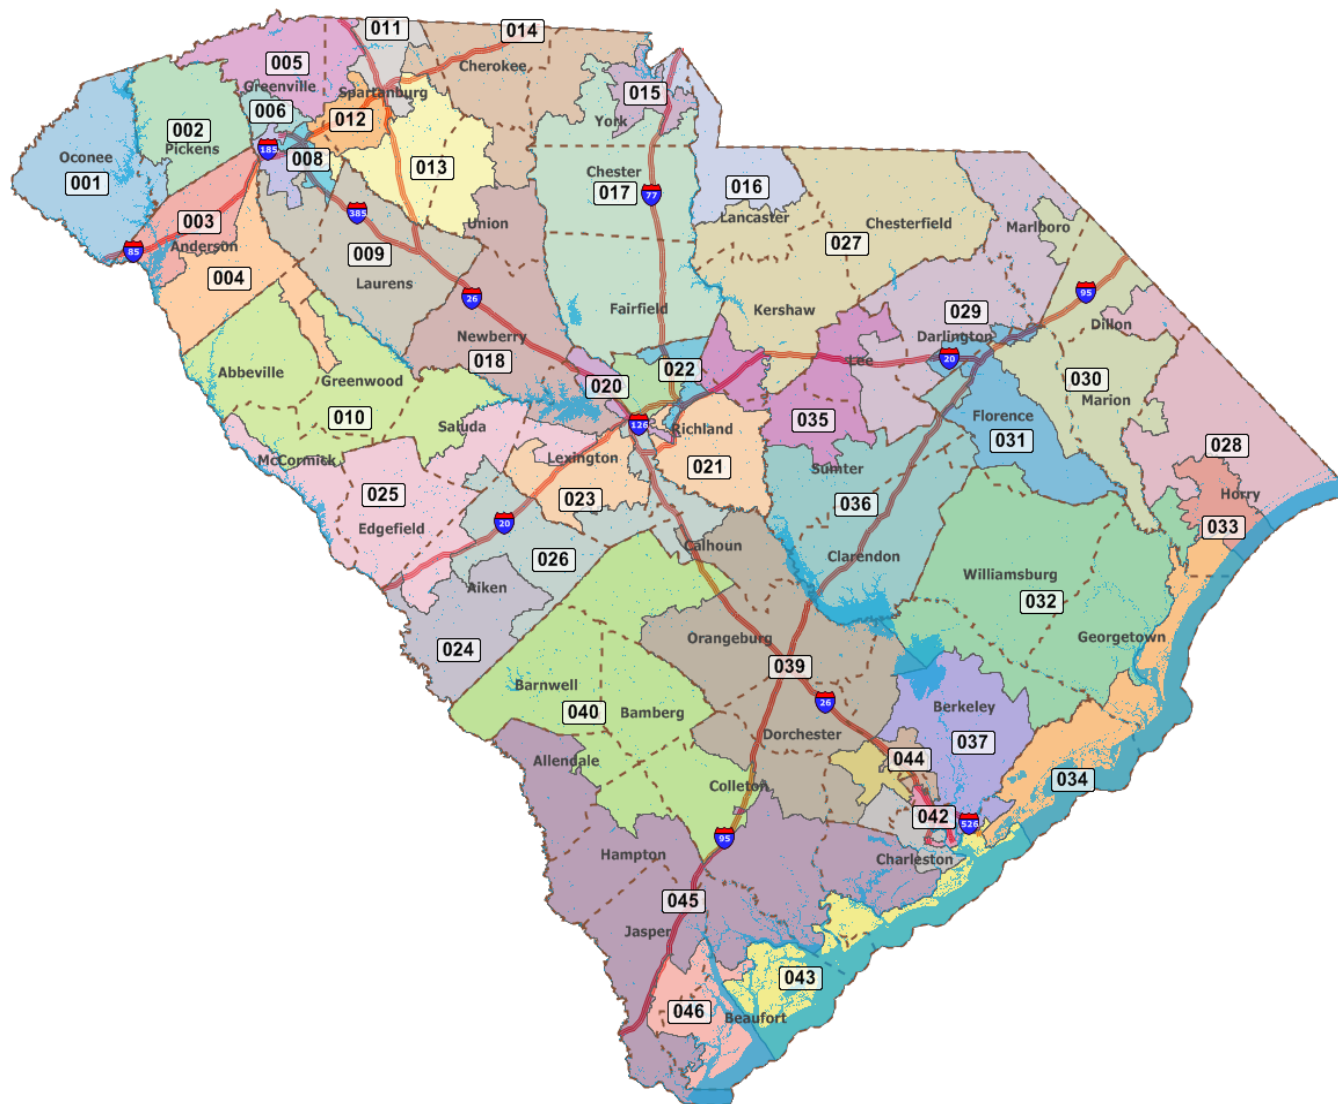 011
014
005
Cherokee
Greenville
Spartanburg
015
006
012
York
002
Pickens
185
008
Oconee
001
013
Chester
017
77
016
Lancaster
003
385
Union
Chesterfield
Marlboro
027
Anderson
85
009
004
Laurens
26
95
Fairfield
Kershaw
029
Dillon
Newberry
018
Darlington
20
Lee
022
Abbeville
Greenwood
020
030
Marion
010
126
Richland
035
Florence
031
Saluda
McCormick
Lexington
021
Sumter
028
025
023
036
Horry
Edgefield
20
033
Calhoun
026
Clarendon
Aiken
Williamsburg
032
024
Orangeburg
Georgetown
039
Barnwell
040
Bamberg
26
Berkeley
Dorchester
037
Allendale
044
Colleton
034
042
526
95
Hampton
Charleston
045
Jasper
043
046
Beaufort